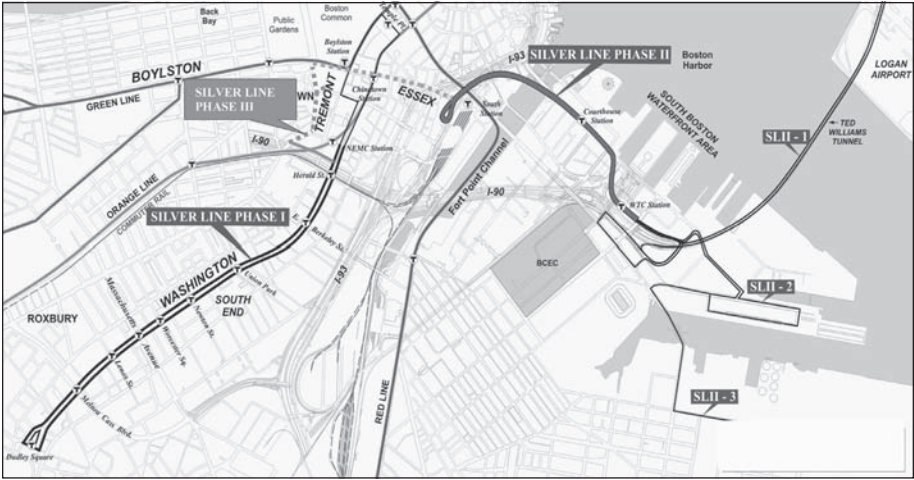 Back
Bay
Public
Gardens
Boston
Common
Temple Pl.
Boylston
Station
BOYLSTON
GREEN LINE
SILVER LINE
PHASE III
WN
TREMONT
Chinatown
Station
ESSEX
I-93
SILVER LINE PHASE II
Boston
Harbor
LOGAN
AIRPORT
South
Station
Courthouse
Station
SOUTH BOSTON
WATERFRONT AREA
SLII - 1
TED
WILLIAMS
TUNNEL
I-90
NEMC Station
Herald St.
Fort Point Channel
I-90
ORANGE LINE
COMMUTER RAIL
SILVER LINE PHASE I
E.
Berkeley St.
WTC Station
BCEC
WASHINGTON
Union Park
I-93
SOUTH
END
SLII - 2
ROXBURY
Massachusetts
Avenue
Newton St.
Worcester Sq.
Lenox St.
Melnea Cass Blvd.
RED LINE
SLII - 3
Dudley Square